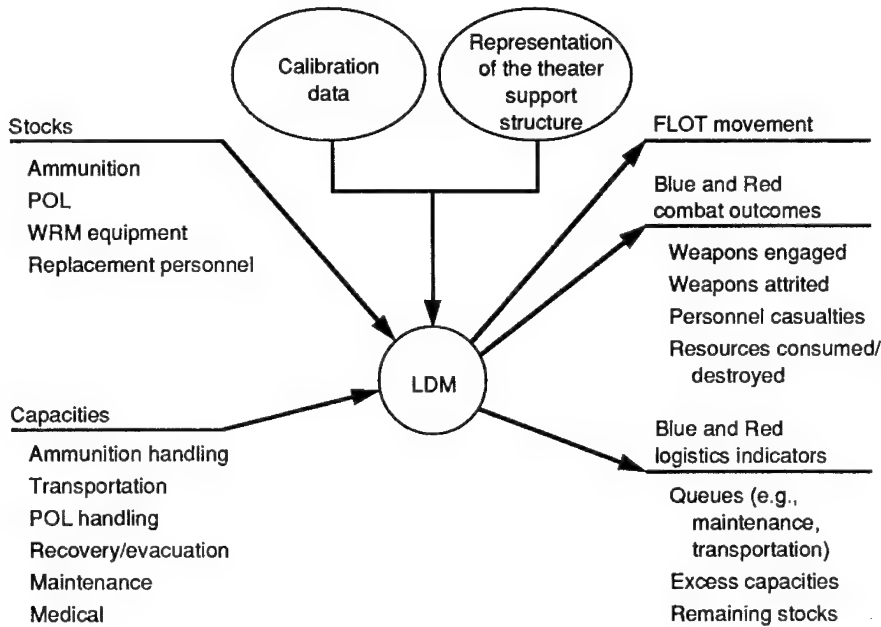 Calibration
data
Representation
of the theater
support
structure
Stocks
Ammunition
POL
WRM equipment
Replacement personnel
Capacities
Ammunition handling
Transportation
POL handling
Recovery/evacuation
Maintenance
Medical
LDM
FLOT movement
Blue and Red
combat outcomes
Weapons engaged
Weapons attrited
Personnel casualties
Resources consumed/
destroyed
Blue and Red
logistics indicators
Queues (e.g.,
maintenance,
transportation)
Excess capacities
Remaining stocks